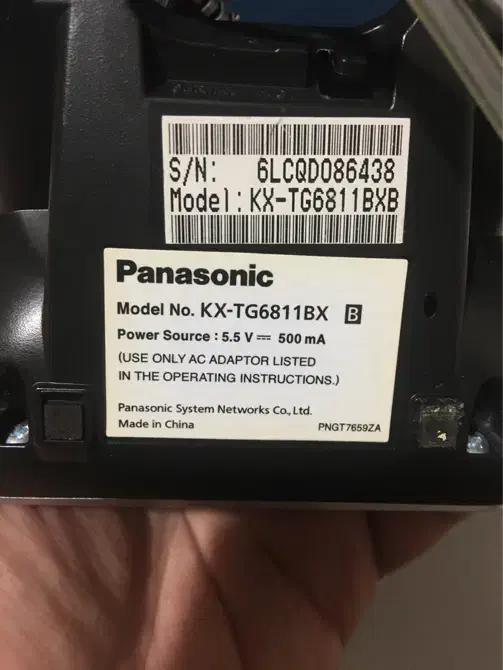 S/N: 6LCQD086438
Model: KX-TG6811BXB
Panasonic
Model No. KX-TG6811BX B
Power Source : 5.5 V ⎓ 500 mA
(USE ONLY AC ADAPTOR LISTED
IN THE OPERATING INSTRUCTIONS.)
Panasonic System Networks Co., Ltd.
Made in China PNGT7659ZA